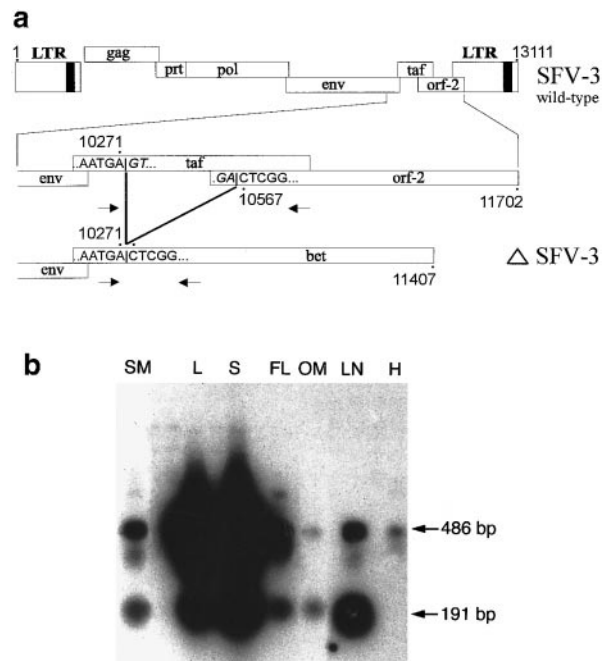 a
1 LTR gag prt pol env taf orf-2 LTR 13111
SFV-3
wild-type
10271
..AATGA|GT... taf
env ..GA|CTCGG... orf-2
10567
11702
10271
..AATGA|CTCGG... bet
△ SFV-3
env
11407
b
SM L S FL OM LN H
486 bp
191 bp